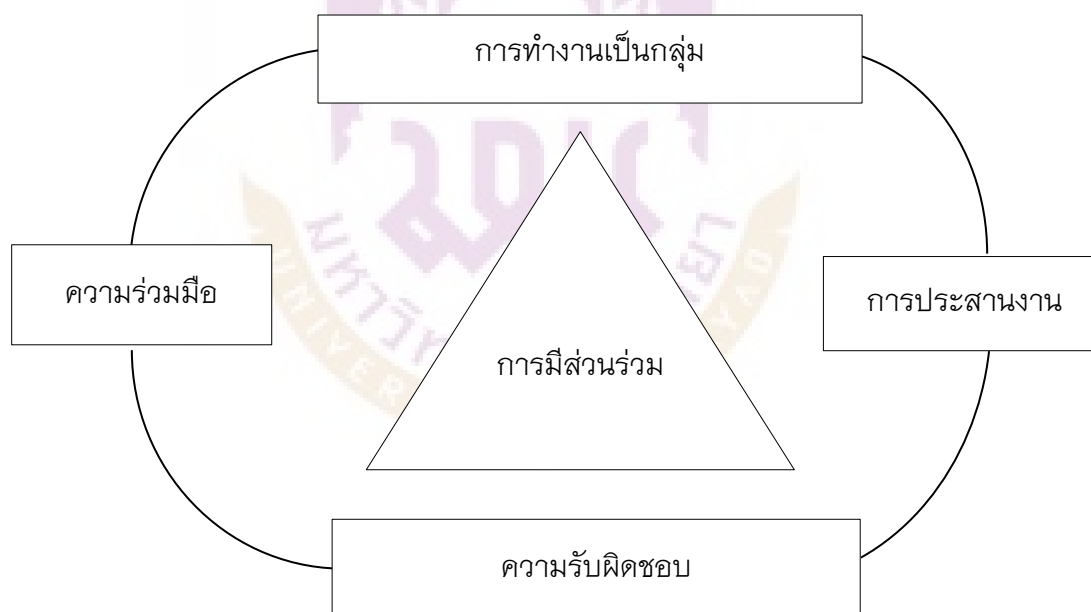 การทำงานเป็นกลุ่ม
ความร่วมมือ
การประสานงาน
การมีส่วนร่วม
ความรับผิดชอบ